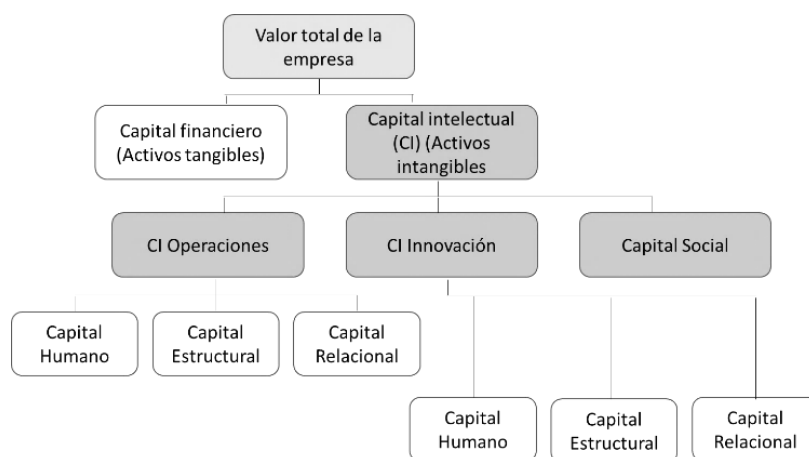 Valor total de la
empresa
Capital financiero
(Activos tangibles)
Capital intelectual
(CI) (Activos
intangibles
CI Operaciones
CI Innovación
Capital Social
Capital
Humano
Capital
Estructural
Capital
Relacional
Capital
Humano
Capital
Estructural
Capital
Relacional